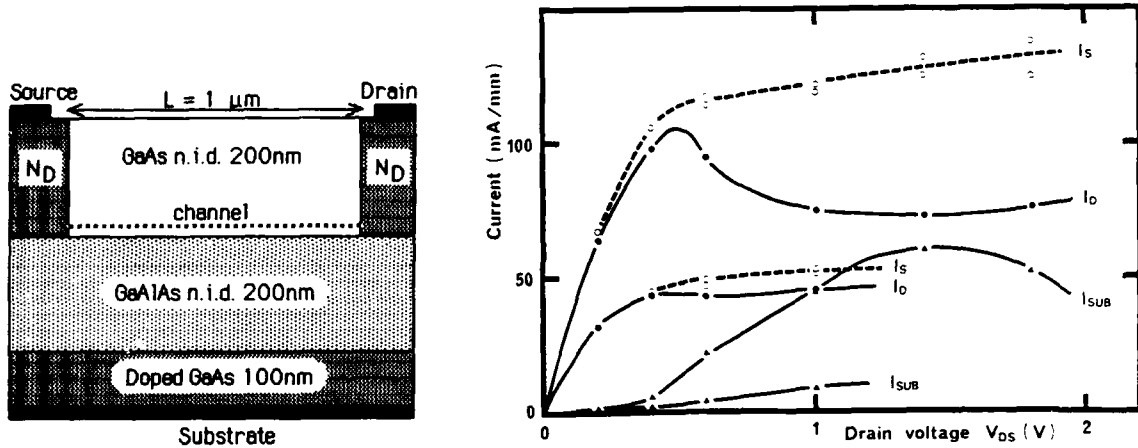 Source
Drain
L = 1 μm
GaAs n.i.d. 200nm
N_D
N_D
channel
GaAlAs n.i.d. 200nm
Doped GaAs 100nm
Substrate
Current (mA/mm)
100
50
0
I_S
I_D
I_S
I_D
I_SUB
I_SUB
0
1
2
Drain voltage V_DS (V)